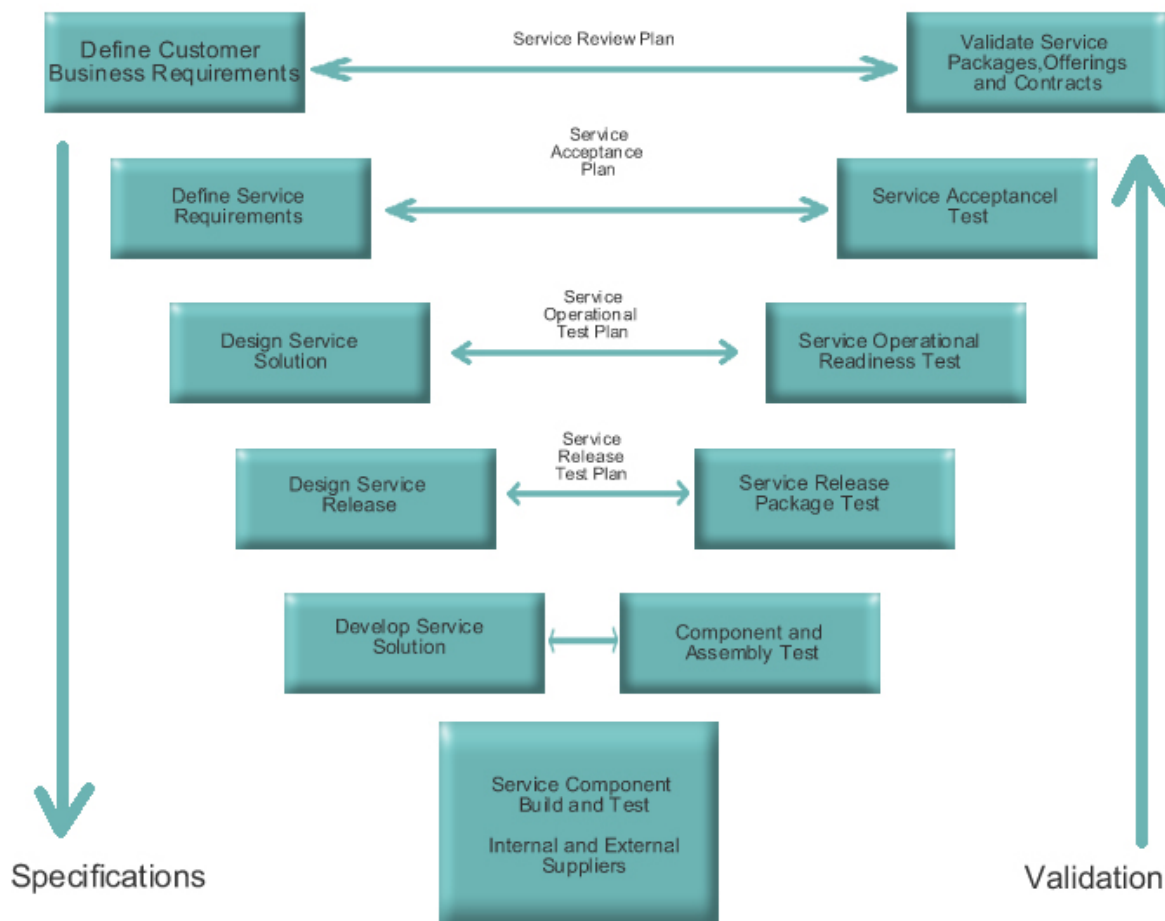 Define Customer
Business Requirements
Service Review Plan
Validate Service
Packages,Offerings
and Contracts
Service
Acceptance
Plan
Define Service
Requirements
Service Acceptancel
Test
Service
Operational
Test Plan
Design Service
Solution
Service Operational
Readiness Test
Service
Release
Test Plan
Design Service
Release
Service Release
Package Test
Develop Service
Solution
Component and
Assembly Test
Service Component
Build and Test
Internal and External
Suppliers
Specifications
Validation